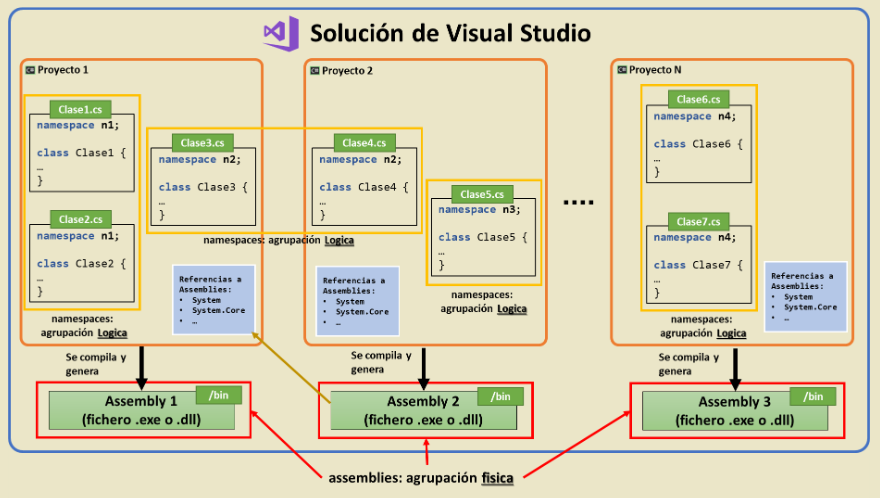 Solución de Visual Studio
Proyecto 1
Clase1.cs
namespace n1;
class Clase1 {
…
}
Clase2.cs
namespace n1;
class Clase2 {
…
}
namespaces:
agrupación Logica
Clase3.cs
namespace n2;
class Clase3 {
…
}
Referencias a
Assemblies:
• System
• System.Core
• …
Proyecto 2
Clase4.cs
namespace n2;
class Clase4 {
…
}
namespaces: agrupación Logica
Clase5.cs
namespace n3;
class Clase5 {
…
}
namespaces:
agrupación Logica
Referencias a
Assemblies:
• System
• System.Core
• …
....
Proyecto N
Clase6.cs
namespace n4;
class Clase6 {
…
}
Clase7.cs
namespace n4;
class Clase7 {
…
}
namespaces:
agrupación Logica
Referencias a
Assemblies:
• System
• System.Core
• …
Se compila y
genera
Se compila y
genera
Se compila y
genera
/bin
Assembly 1
(fichero .exe o .dll)
/bin
Assembly 2
(fichero .exe o .dll)
/bin
Assembly 3
(fichero .exe o .dll)
assemblies: agrupación fisica